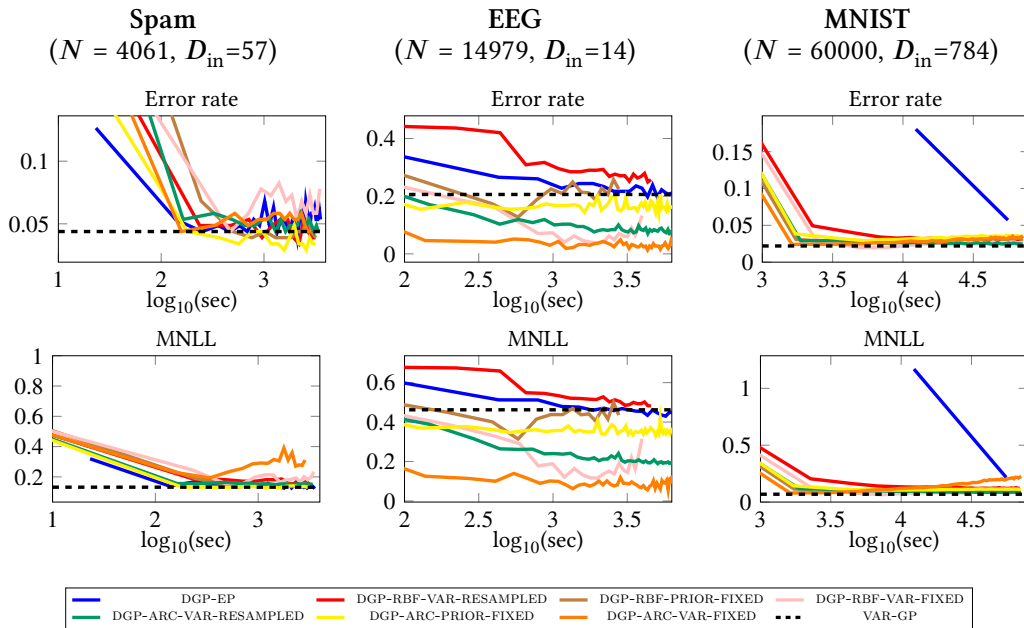 Spam
(N = 4061, D_in=57)
EEG
(N = 14979, D_in=14)
MNIST
(N = 60000, D_in=784)
Error rate
0.1
0.05
1 2 3
log10(sec)
Error rate
0.4
0.2
0
2 2.5 3 3.5
log10(sec)
Error rate
0.15
0.1
0.05
0
3 3.5 4 4.5
log10(sec)
MNLL
1
0.8
0.6
0.4
0.2
1 2 3
log10(sec)
MNLL
0.6
0.4
0.2
0
2 2.5 3 3.5
log10(sec)
MNLL
1
0.5
0
3 3.5 4 4.5
log10(sec)
DGP-EP DGP-RBF-VAR-RESAMPLED DGP-RBF-PRIOR-FIXED DGP-RBF-VAR-FIXED
DGP-ARC-VAR-RESAMPLED DGP-ARC-PRIOR-FIXED DGP-ARC-VAR-FIXED VAR-GP